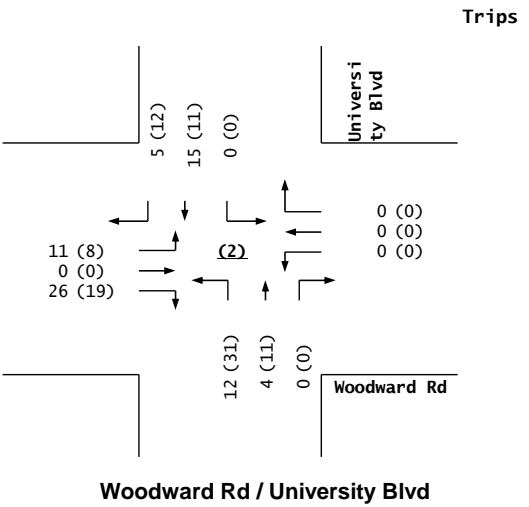 Trips
Universi
ty Blvd
5 (12)
15 (11)
0 (0)
0 (0)
0 (0)
0 (0)
11 (8)
0 (0)
26 (19)
(2)
12 (31)
4 (11)
0 (0)
Woodward Rd
Woodward Rd / University Blvd